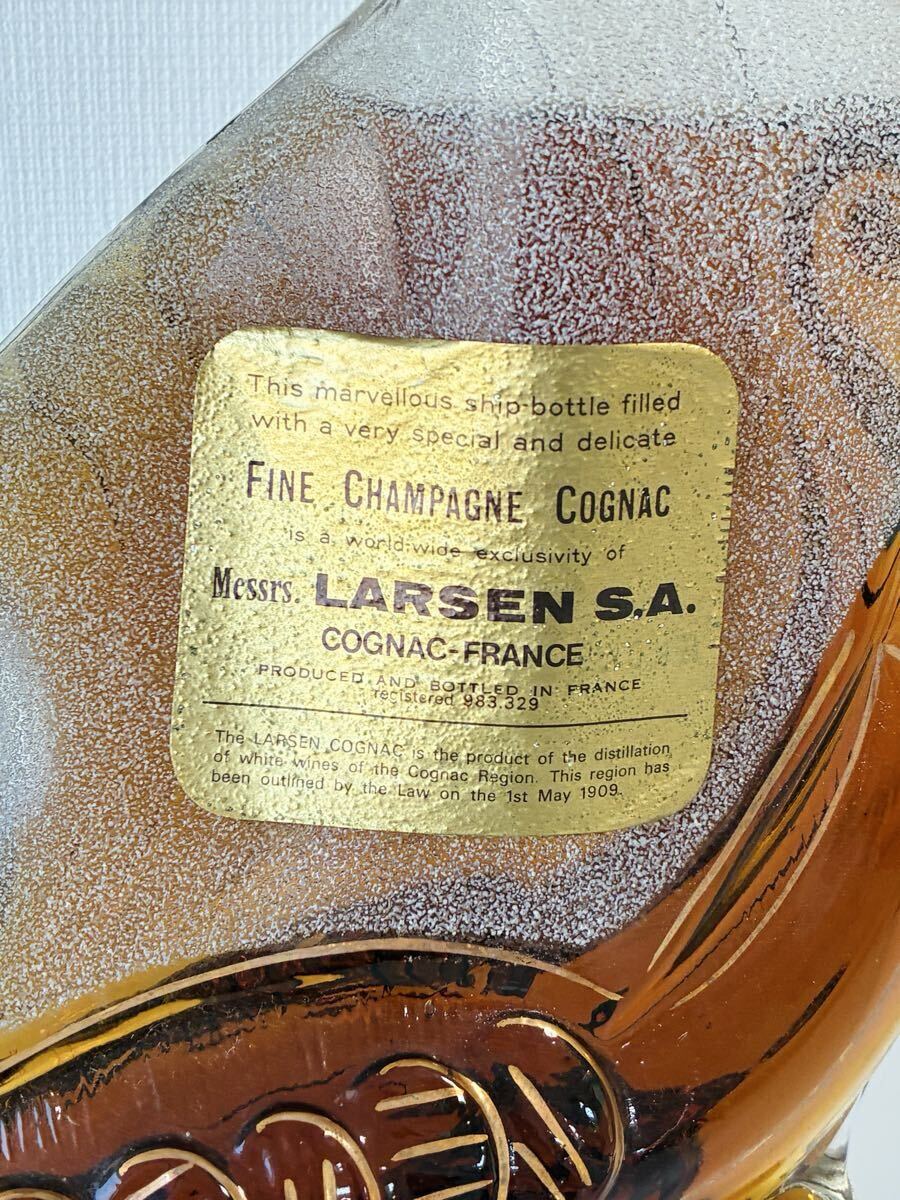 This marvellous ship-bottle filled
with a very special and delicate
FINE CHAMPAGNE COGNAC
is a world-wide exclusivity of
Messrs. LARSEN S.A.
COGNAC-FRANCE
PRODUCED AND BOTTLED IN FRANCE
registered 983.329
The LARSEN COGNAC is the product of the distillation
of white wines of the Cognac Region. This region has
been outlined by the Law on the 1st May 1909.